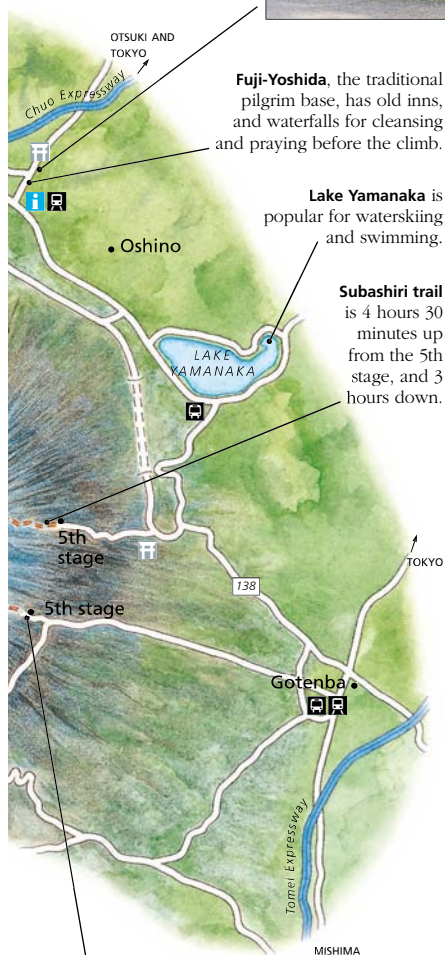 OTSUKI AND
TOKYO
Chuo Expressway
Fuji-Yoshida, the traditional
pilgrim base, has old inns,
and waterfalls for cleansing
and praying before the climb.
i
Lake Yamanaka is
popular for waterskiing
and swimming.
Oshino
Subashiri trail
is 4 hours 30
minutes up
from the 5th
stage, and 3
hours down.
LAKE
YAMANAKA
5th
stage
TOKYO
138
5th stage
Gotenba
Tomei Expressway
MISHIMA